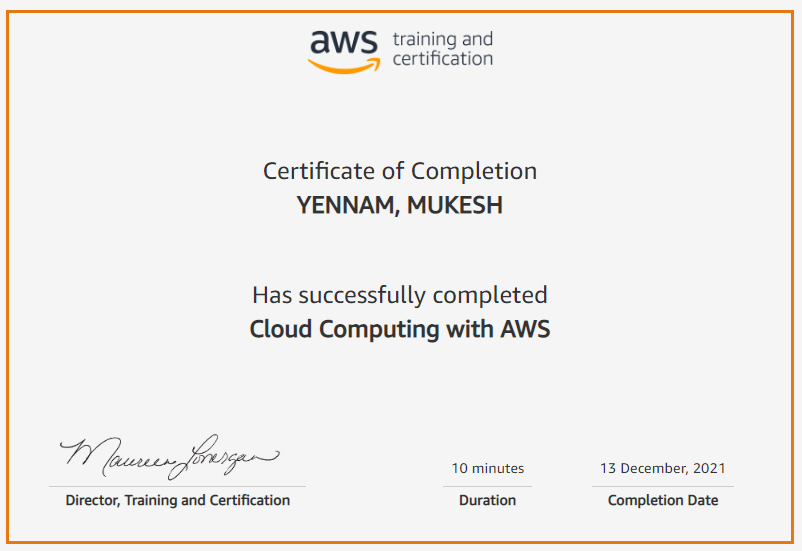 aws training and
certification
Certificate of Completion
YENNAM, MUKESH
Has successfully completed
Cloud Computing with AWS
Maureen Lonergan
Director, Training and Certification
10 minutes
Duration
13 December, 2021
Completion Date